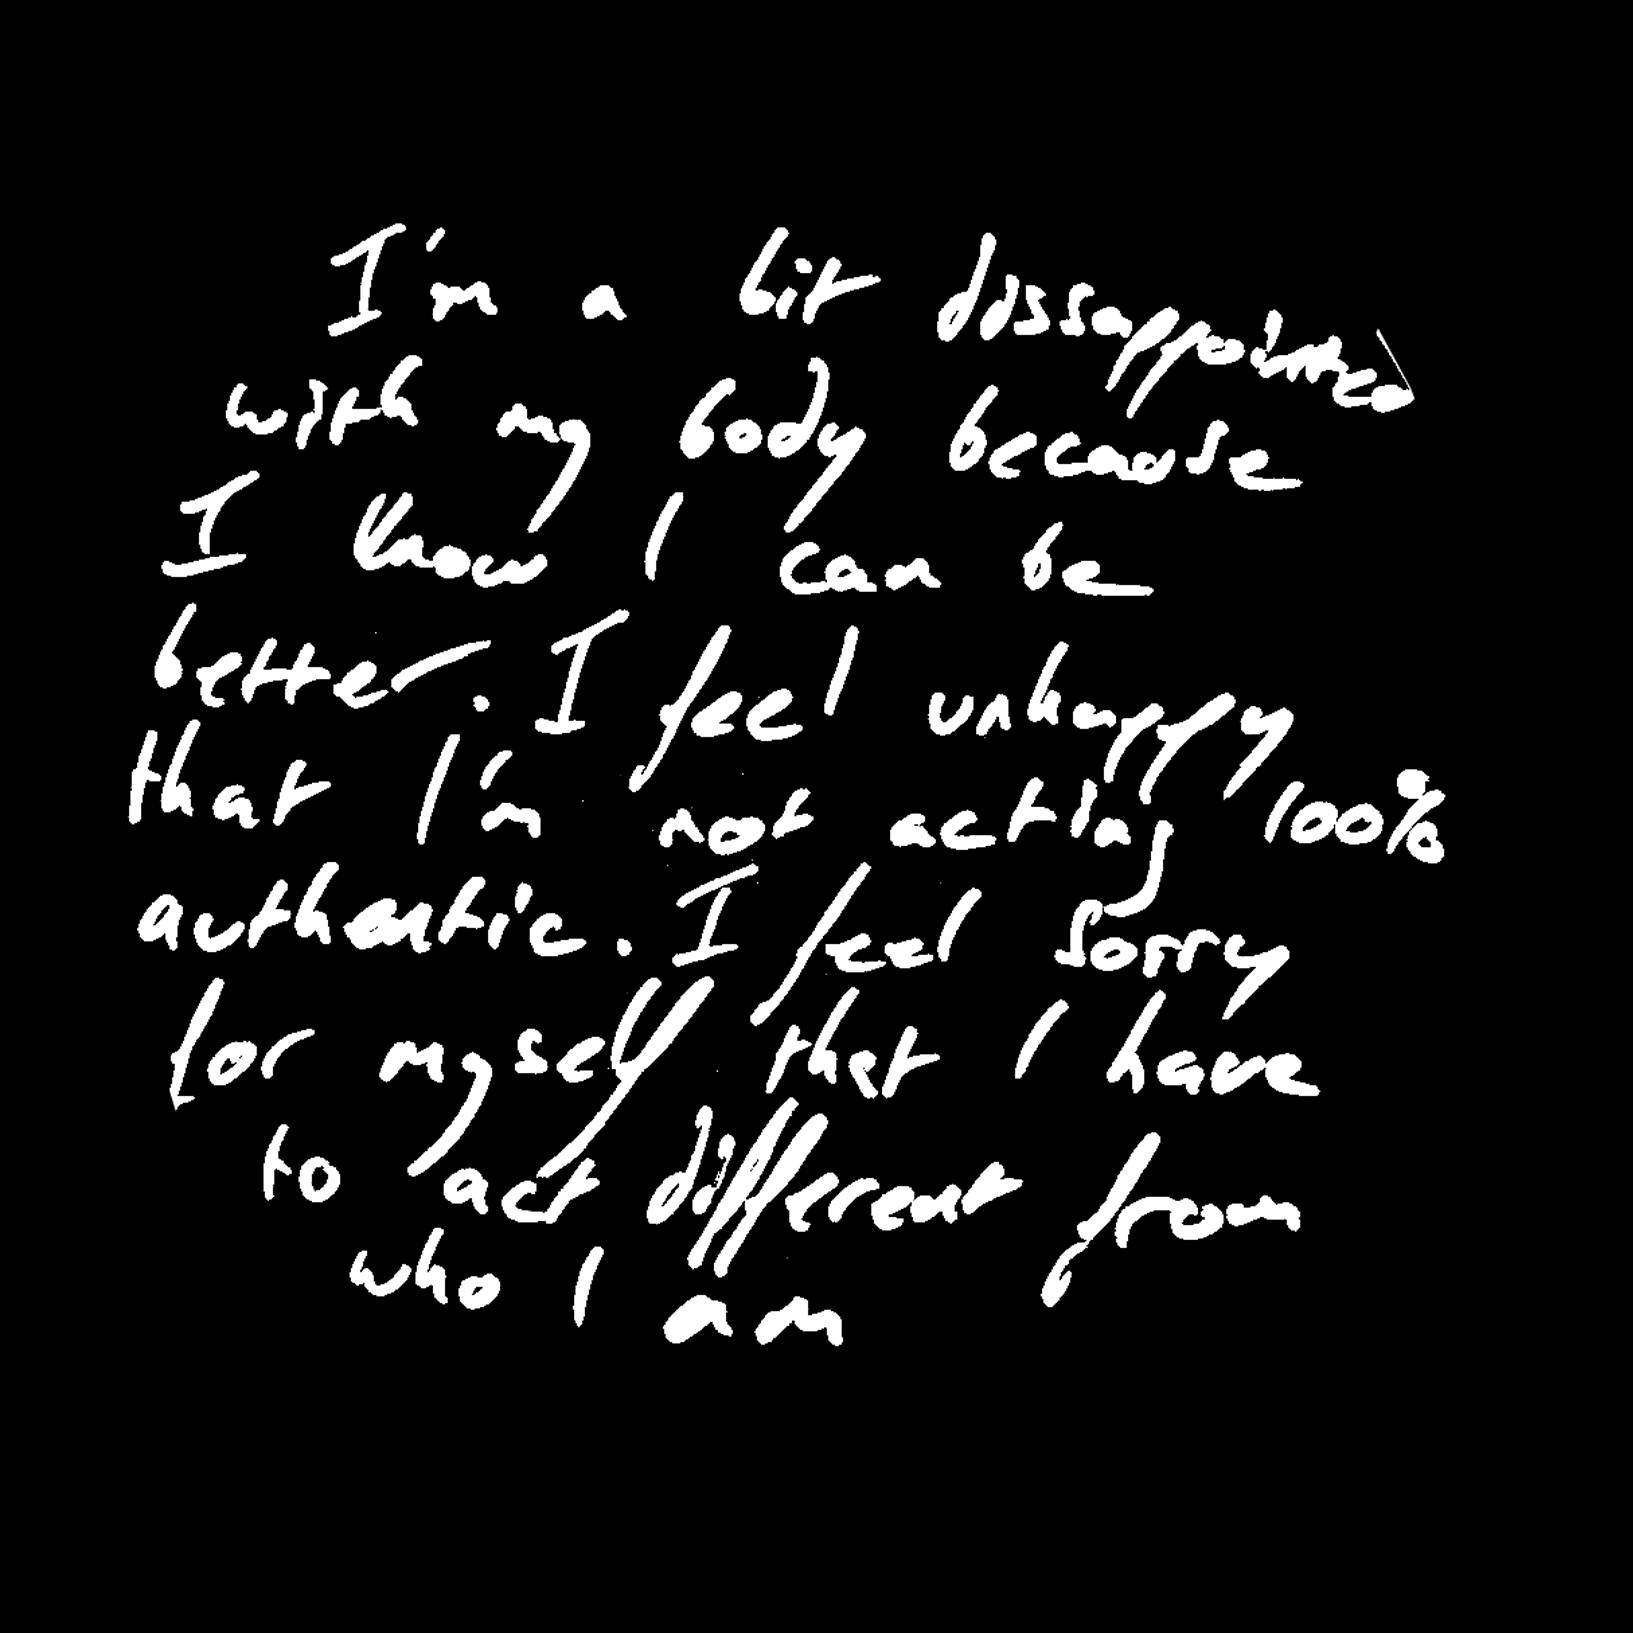 I'm a bit dissappointed
with my body because
I know I can be
better. I feel unhappy
that I'm not acting 100%
authentic. I feel sorry
for myself that I have
to act different from
who I am